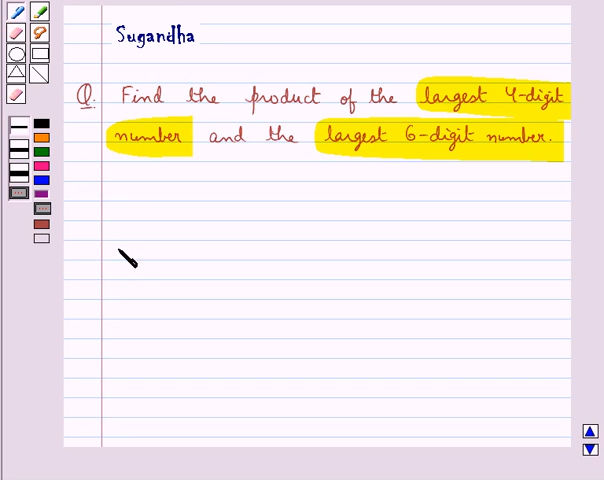 Sugandha
Q. Find the product of the largest 4-digit
number and the largest 6-digit number.